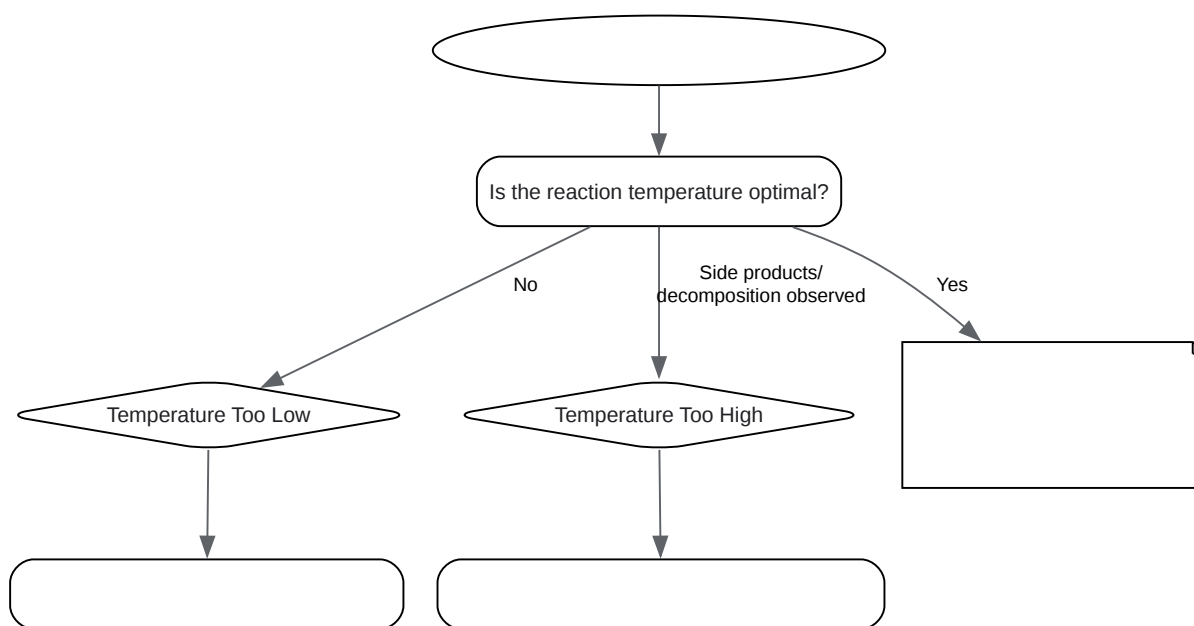 Is the reaction temperature optimal?
No
Side products/
decomposition observed
Yes
Temperature Too Low
Temperature Too High